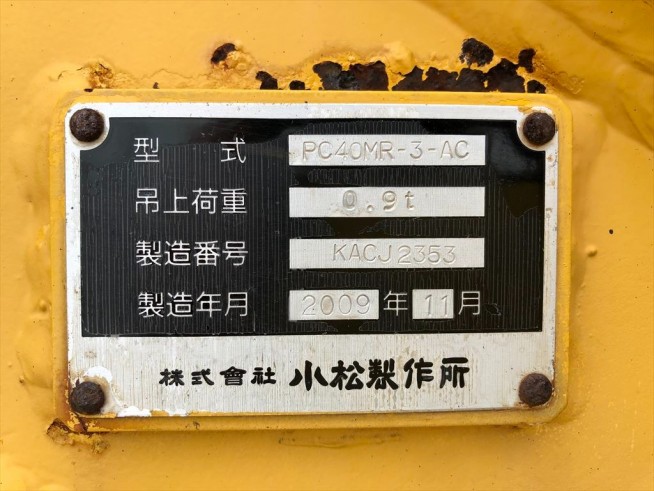 型 式 PC40MR-3-AC
吊上荷重 0.9t
製造番号 KACJ2353
製造年月 2009年11月
株式會社 小松製作所